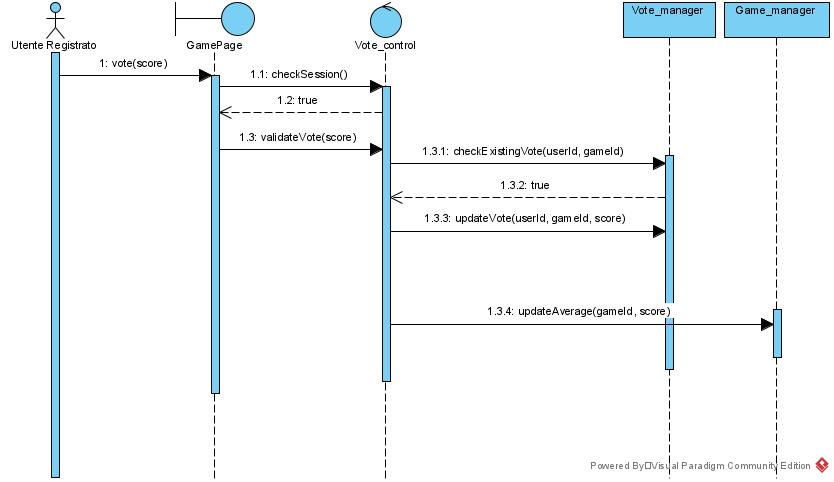 Vote_manager
Game_manager
Utente Registrato
GamePage
Vote_control
1: vote(score)
1.1: checkSession()
1.2: true
1.3: validateVote(score)
1.3.1: checkExistingVote(userId, gameId)
1.3.2: true
1.3.3: updateVote(userId, gameId, score)
1.3.4: updateAverage(gameId, score)
Powered By Visual Paradigm Community Edition